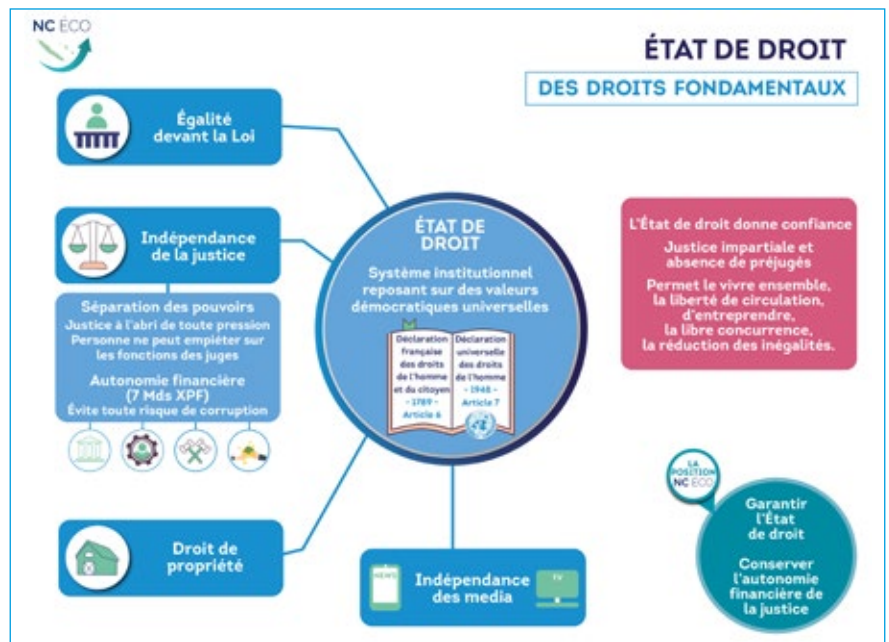 NC ÉCO
ÉTAT DE DROIT
DES DROITS FONDAMENTAUX
Égalité
devant la Loi
Indépendance
de la justice
Séparation des pouvoirs
Justice à l'abri de toute pression
Personne ne peut empiéter sur
les fonctions des juges
Autonomie financière
(7 Mds XPF)
Évite toute risque de corruption
Droit de
propriété
ÉTAT DE
DROIT
Système institutionnel
reposant sur des valeurs
démocratiques universelles
Déclaration
française
des droits
de l'homme
et du citoyen
- 1789 -
Article 6
Déclaration
universelle
des droits
de l'homme
- 1948 -
Article 7
NEWS
Indépendance
des media
TV
L'État de droit donne confiance
Justice impartiale et
absence de préjugés
Permet le vivre ensemble,
la liberté de circulation,
d'entreprendre,
la libre concurrence,
la réduction des inégalités.
LA
POSITION
NC ÉCO
Garantir
l'État
de droit
Conserver
l'autonomie
financière de
la justice